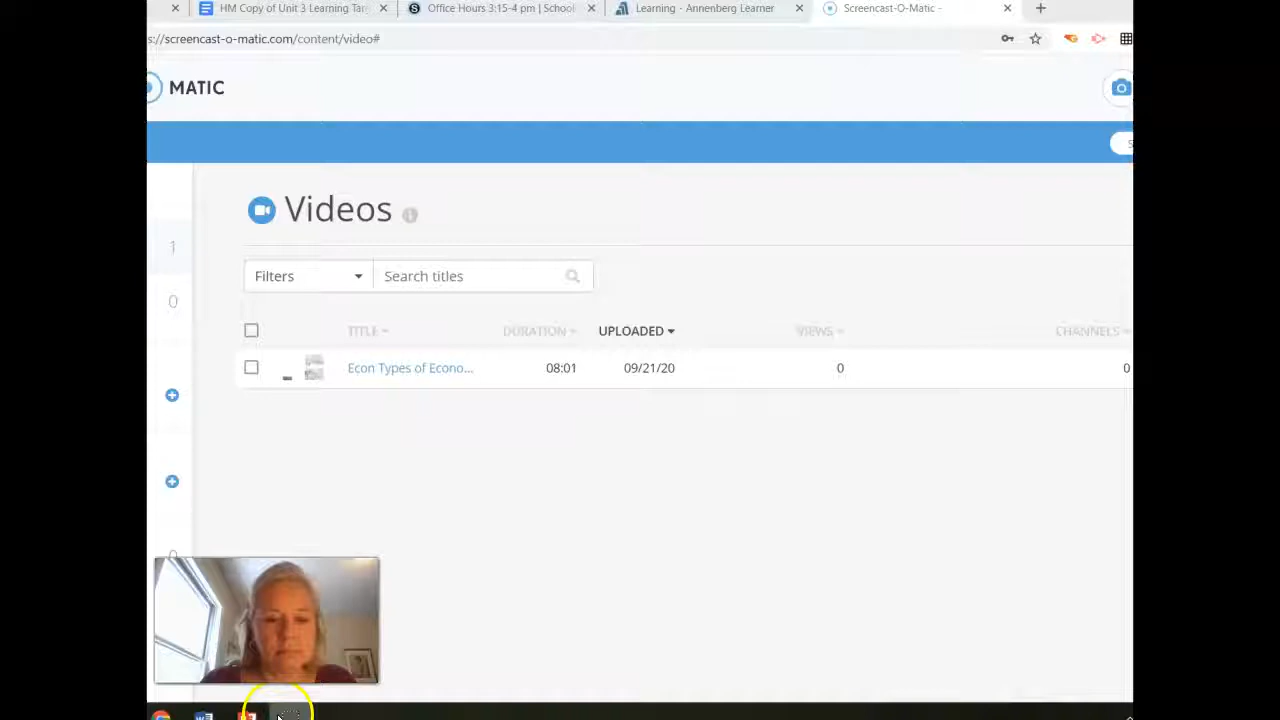 HM Copy of Unit 3 Learning Tar
Office Hours 3:15-4 pm | School
Learning - Annenberg Learner
Screencast-O-Matic -
s://screencast-o-matic.com/content/video#
MATIC
Videos
1
Filters
Search titles
0
TITLE
DURATION
UPLOADED
VIEWS
CHANNELS
Econ Types of Econo...
08:01
09/21/20
0
0